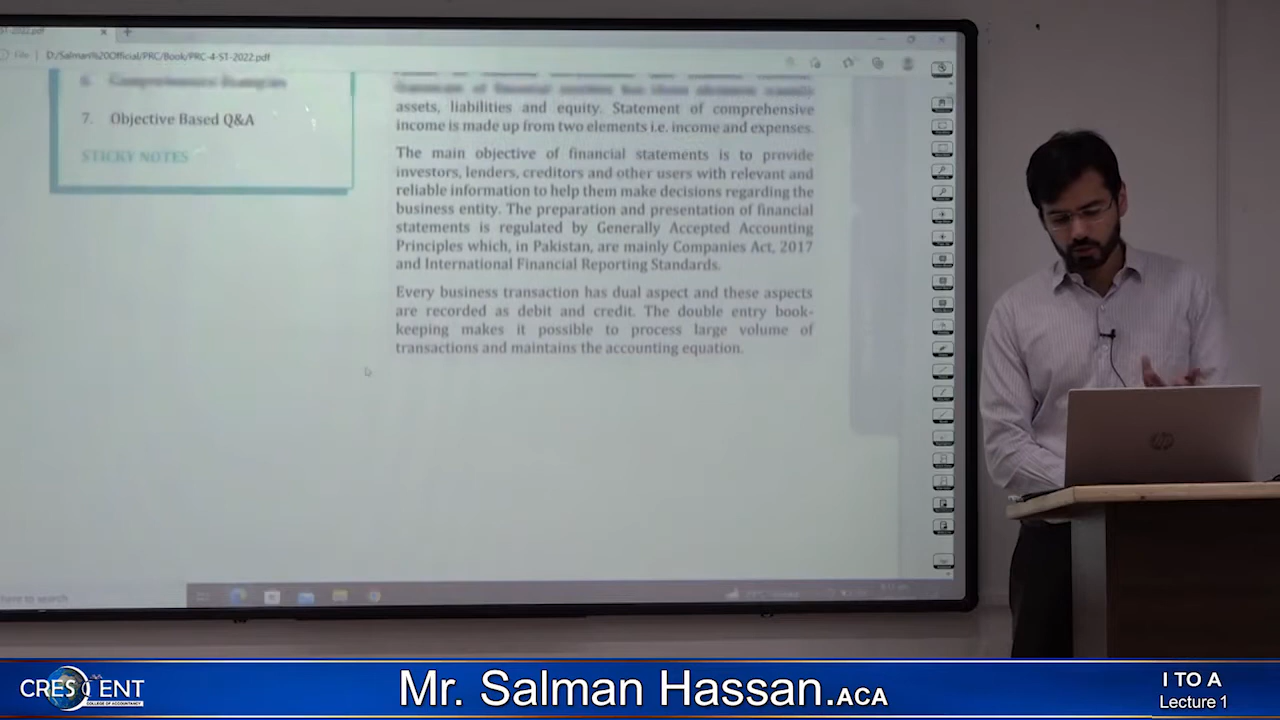 D:/Salman%20Official/PRC/Book/PRC-4-ST-2022.pdf
7. Objective Based Q&A
STICKY NOTES
assets, liabilities and equity. Statement of comprehensive
income is made up from two elements i.e. income and expenses.
The main objective of financial statements is to provide
investors, lenders, creditors and other users with relevant and
reliable information to help them make decisions regarding the
business entity. The preparation and presentation of financial
statements is regulated by Generally Accepted Accounting
Principles which, in Pakistan, are mainly Companies Act, 2017
and International Financial Reporting Standards.
Every business transaction has dual aspect and these aspects
are recorded as debit and credit. The double entry book-
keeping makes it possible to process large volume of
transactions and maintains the accounting equation.
here to search
CRESCENT
COLLEGE OF ACCOUNTANCY
Mr. Salman Hassan.ACA
I TO A
Lecture 1